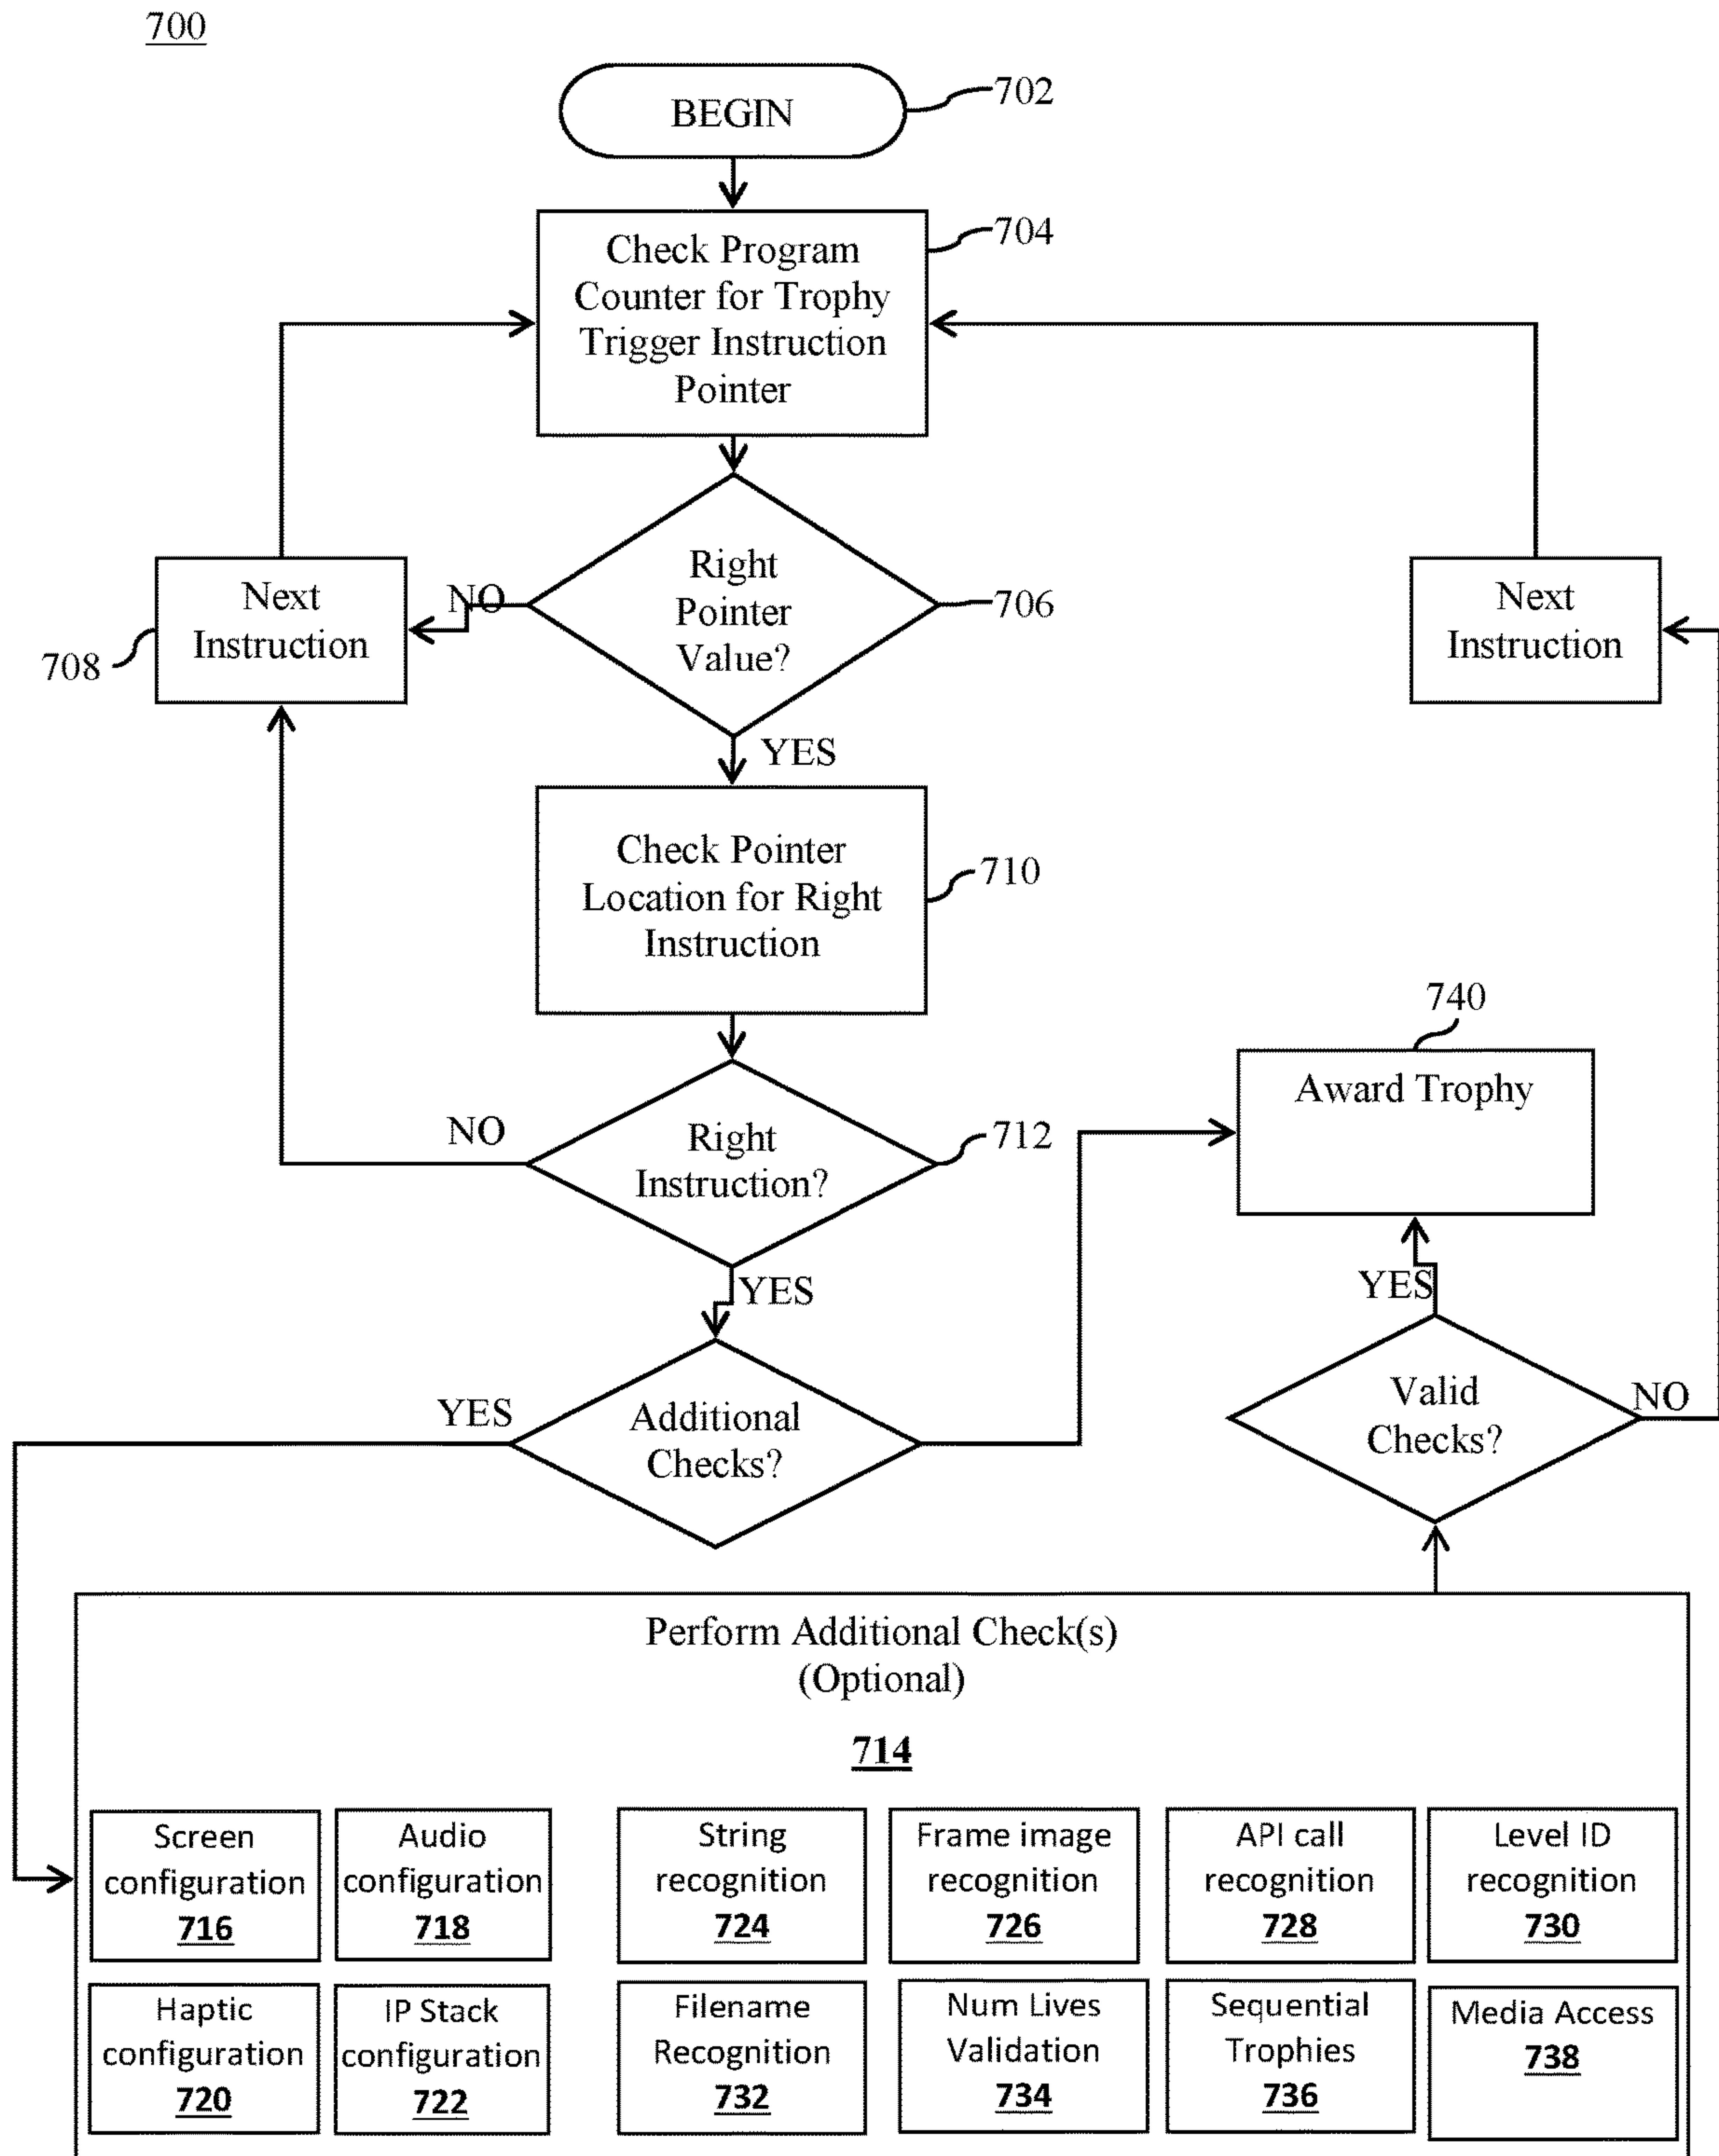 700
BEGIN
702
Check Program
Counter for Trophy
Trigger Instruction
Pointer
704
Next
Instruction
708
NO
Right
Pointer
Value?
706
Next
Instruction
YES
Check Pointer
Location for Right
Instruction
710
740
Award Trophy
NO
Right
Instruction?
712
YES
YES
YES
Additional
Checks?
Valid
Checks?
NO
Perform Additional Check(s)
(Optional)
714
Screen
configuration
716
Audio
configuration
718
String
recognition
724
Frame image
recognition
726
API call
recognition
728
Level ID
recognition
730
Haptic
configuration
720
IP Stack
configuration
722
Filename
Recognition
732
Num Lives
Validation
734
Sequential
Trophies
736
Media Access
738